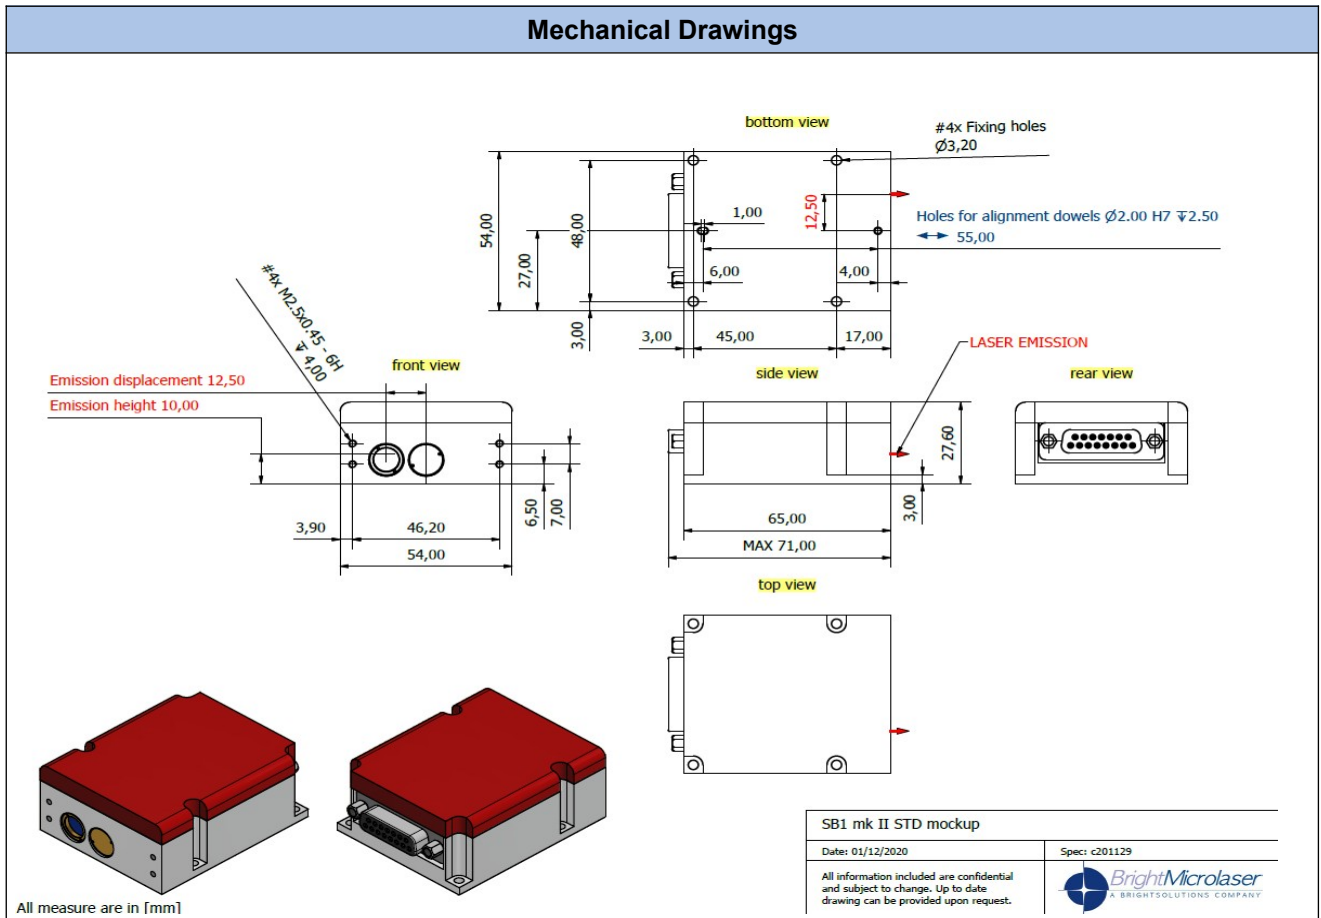 Mechanical Drawings
bottom view
#4x Fixing holes
Ø3,20
54,00
48,00
27,00
3,00
1,00
12,50
6,00
4,00
Holes for alignment dowels Ø2.00 H7 ↧2.50
↔ 55,00
3,00
45,00
17,00
#4x M2.5x0.45 - 6H
↧ 4,00
front view
Emission displacement 12,50
Emission height 10,00
3,90
46,20
54,00
6,50
7,00
side view
LASER EMISSION
rear view
27,60
3,00
65,00
MAX 71,00
top view
SB1 mk II STD mockup
Date: 01/12/2020
Spec: c201129
All information included are confidential
and subject to change. Up to date
drawing can be provided upon request.
BrightMicrolaser
A BRIGHTSOLUTIONS COMPANY
All measure are in [mm]